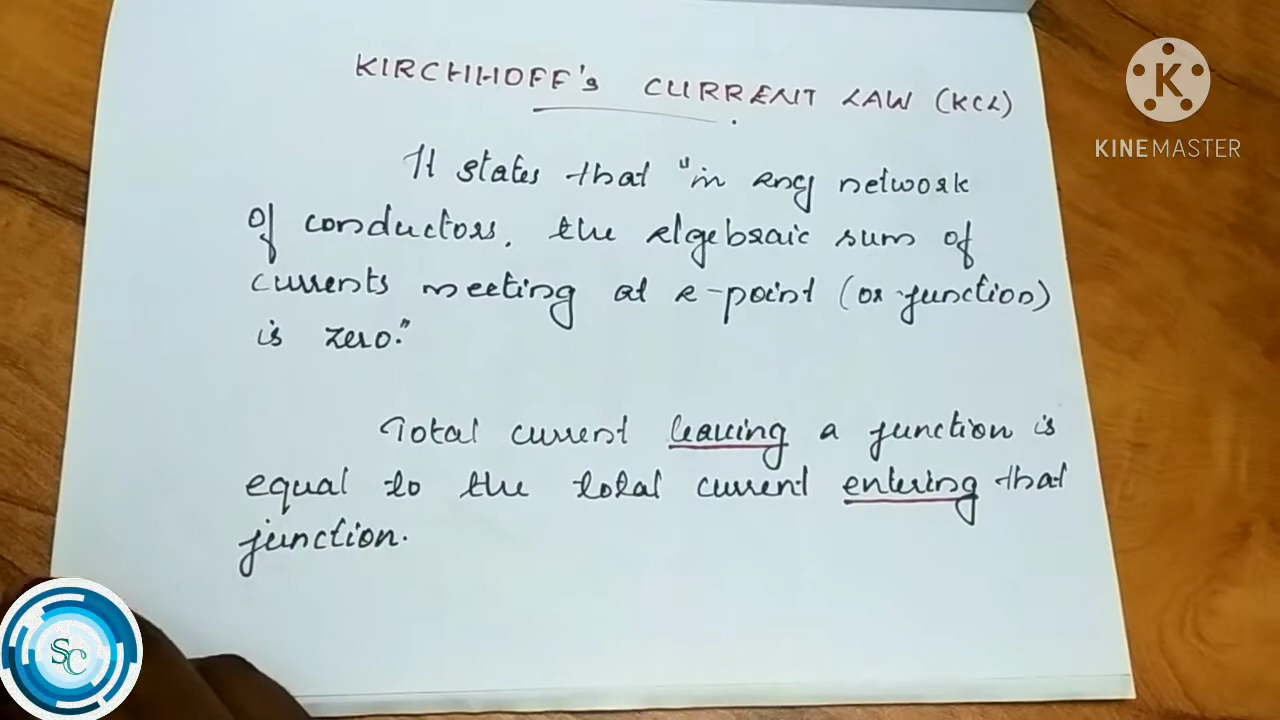 KIRCHHOFF's CURRENT LAW (KCL)
It states that "in any network
of conductors, the algebraic sum of
currents meeting at a point (or junction)
is zero."
Total current leaving a junction is
equal to the total current entering that
junction.
K
KINEMASTER
SC